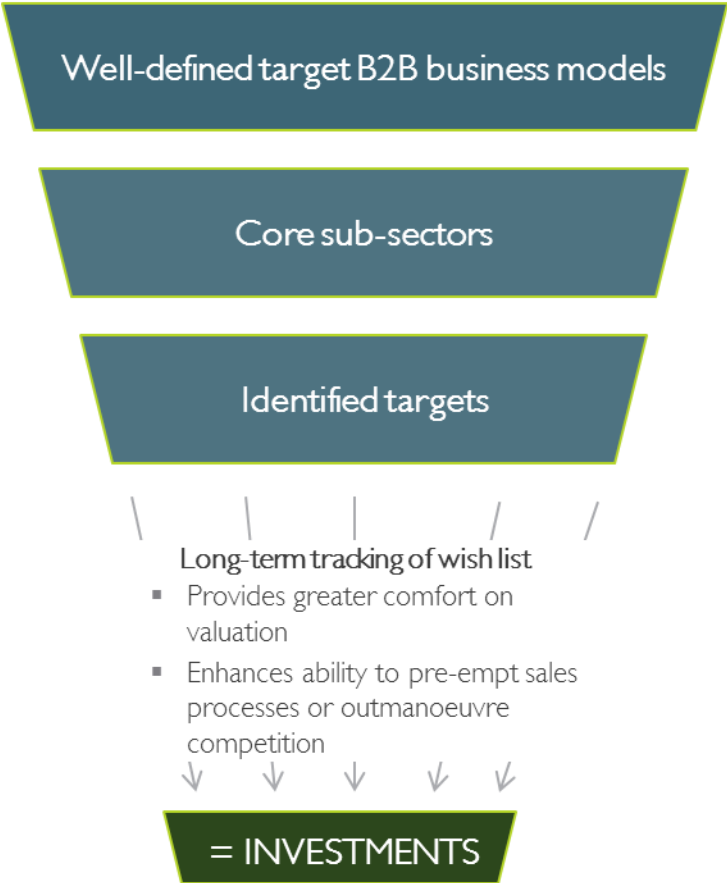 Well-defined target B2B business models
Core sub-sectors
Identified targets
Long-term tracking of wish list
▪ Provides greater comfort on
valuation
▪ Enhances ability to pre-empt sales
processes or outmanoeuvre
competition
= INVESTMENTS